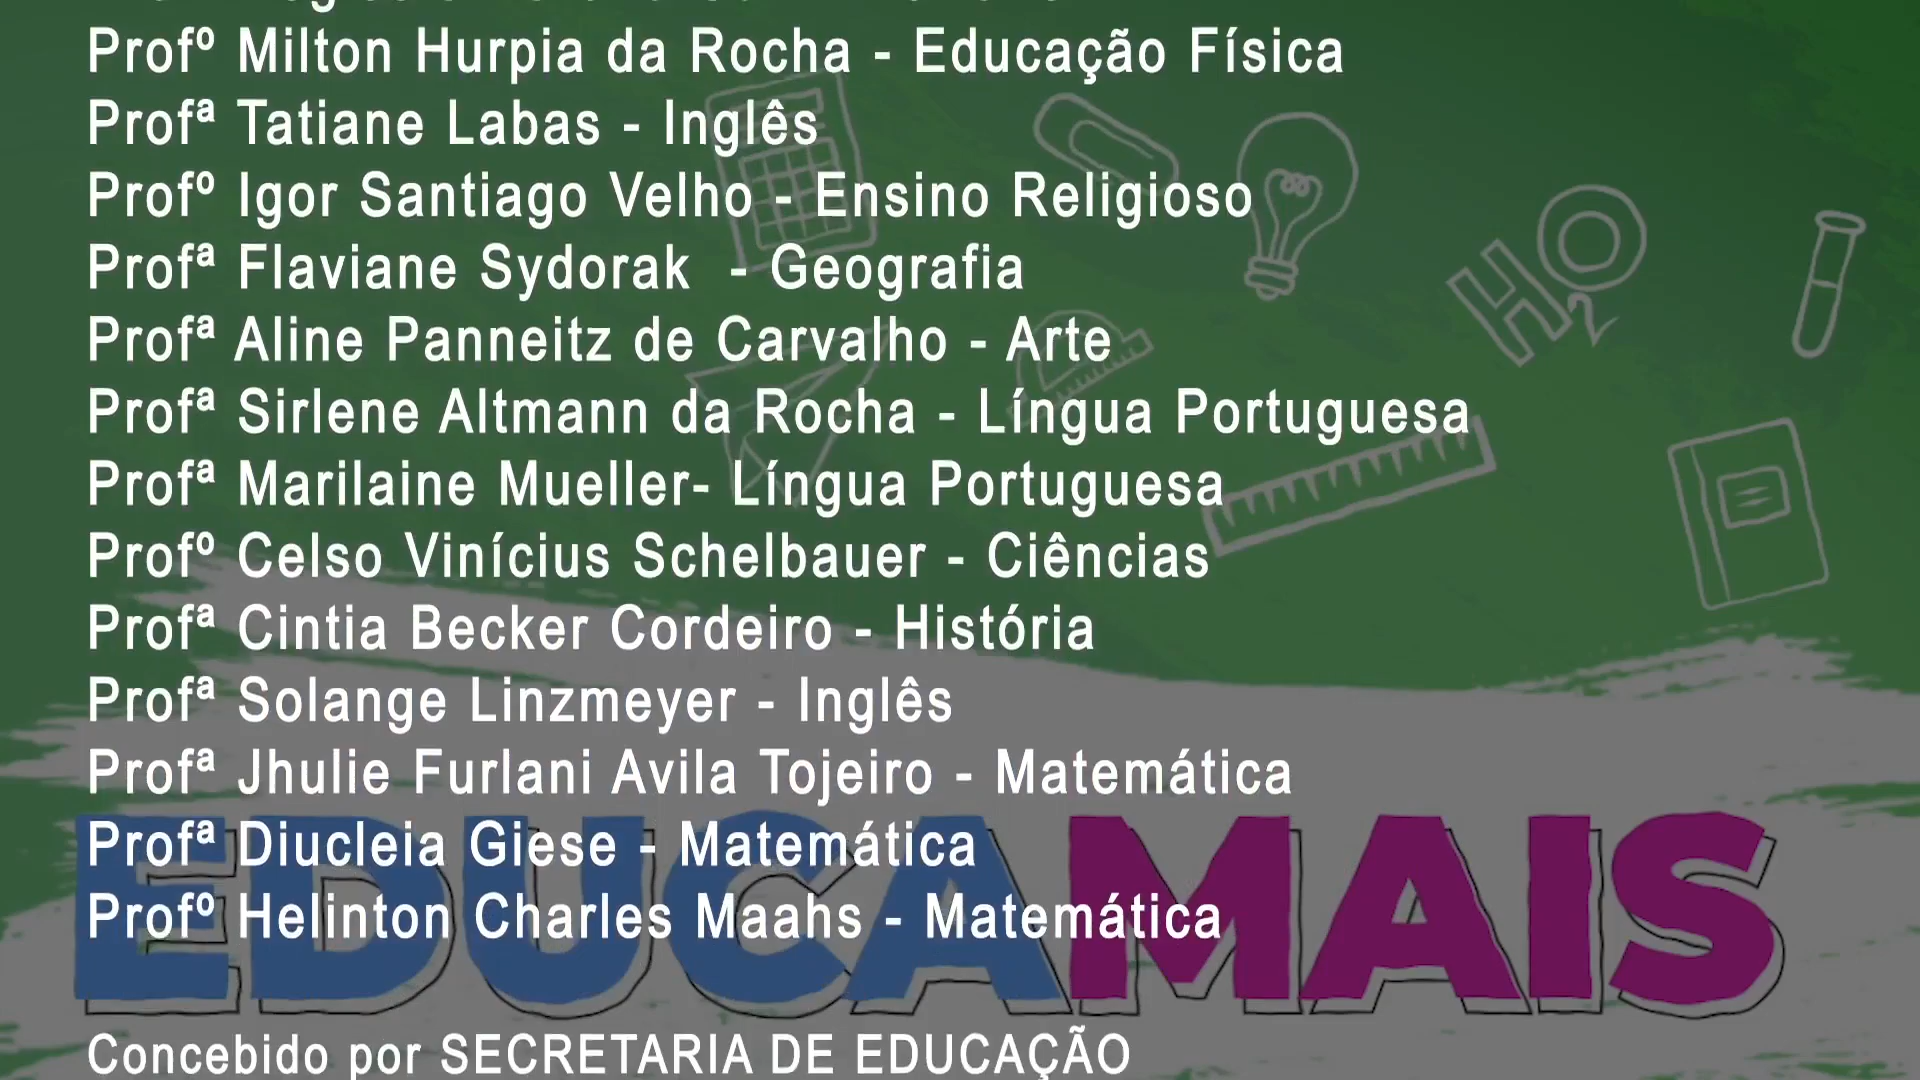 Profº Milton Hurpia da Rocha - Educação Física
Profª Tatiane Labas - Inglês
Profº Igor Santiago Velho - Ensino Religioso
Profª Flaviane Sydorak - Geografia
Profª Aline Panneitz de Carvalho - Arte
Profª Sirlene Altmann da Rocha - Língua Portuguesa
Profª Marilaine Mueller- Língua Portuguesa
Profº Celso Vinícius Schelbauer - Ciências
Profª Cintia Becker Cordeiro - História
Profª Solange Linzmeyer - Inglês
Profª Jhulie Furlani Avila Tojeiro - Matemática
Profª Diucleia Giese - Matemática
Profº Helinton Charles Maahs - Matemática
Concebido por SECRETARIA DE EDUCAÇÃO
EDUCAMAIS
H2O